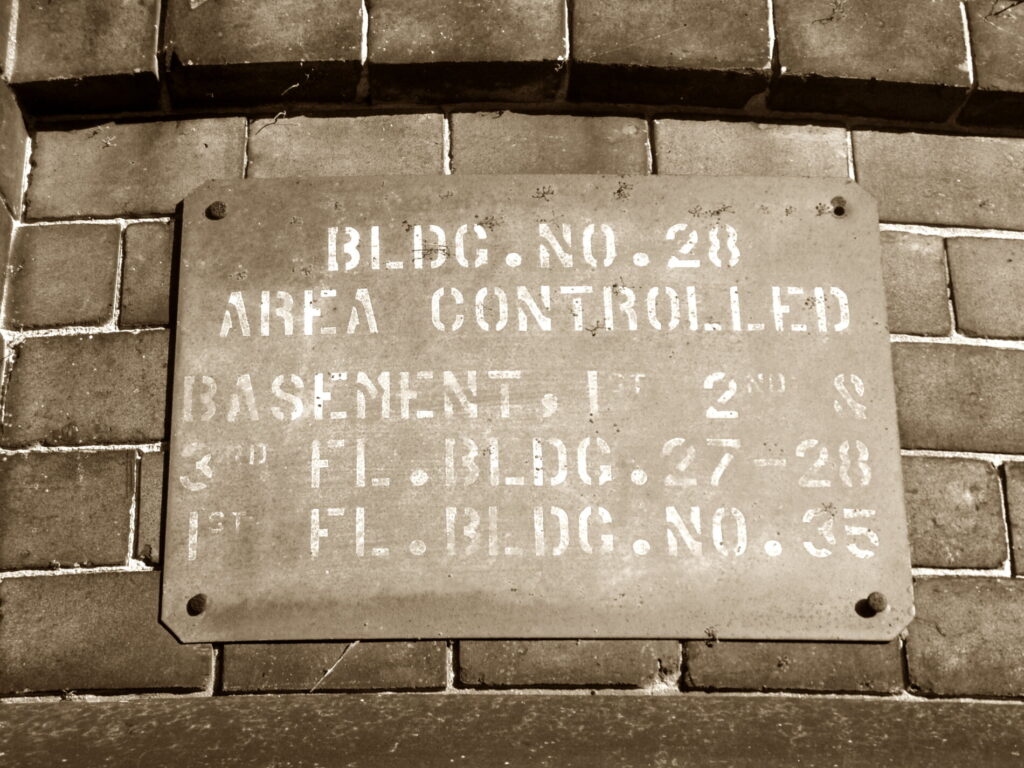 BLDG.NO.28
AREA CONTROLLED
BASEMENT, 1ST 2ND &
3RD FL.BLDG.27-28
1ST FL.BLDG.NO.35